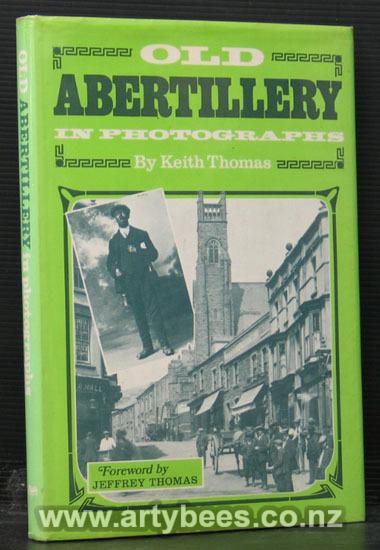 OLD
ABERTILLERY
IN PHOTOGRAPHS
By Keith Thomas
OLD ABERTILLERY in photographs
HALL
Foreword by
JEFFREY THOMAS
www.artybees.co.nz